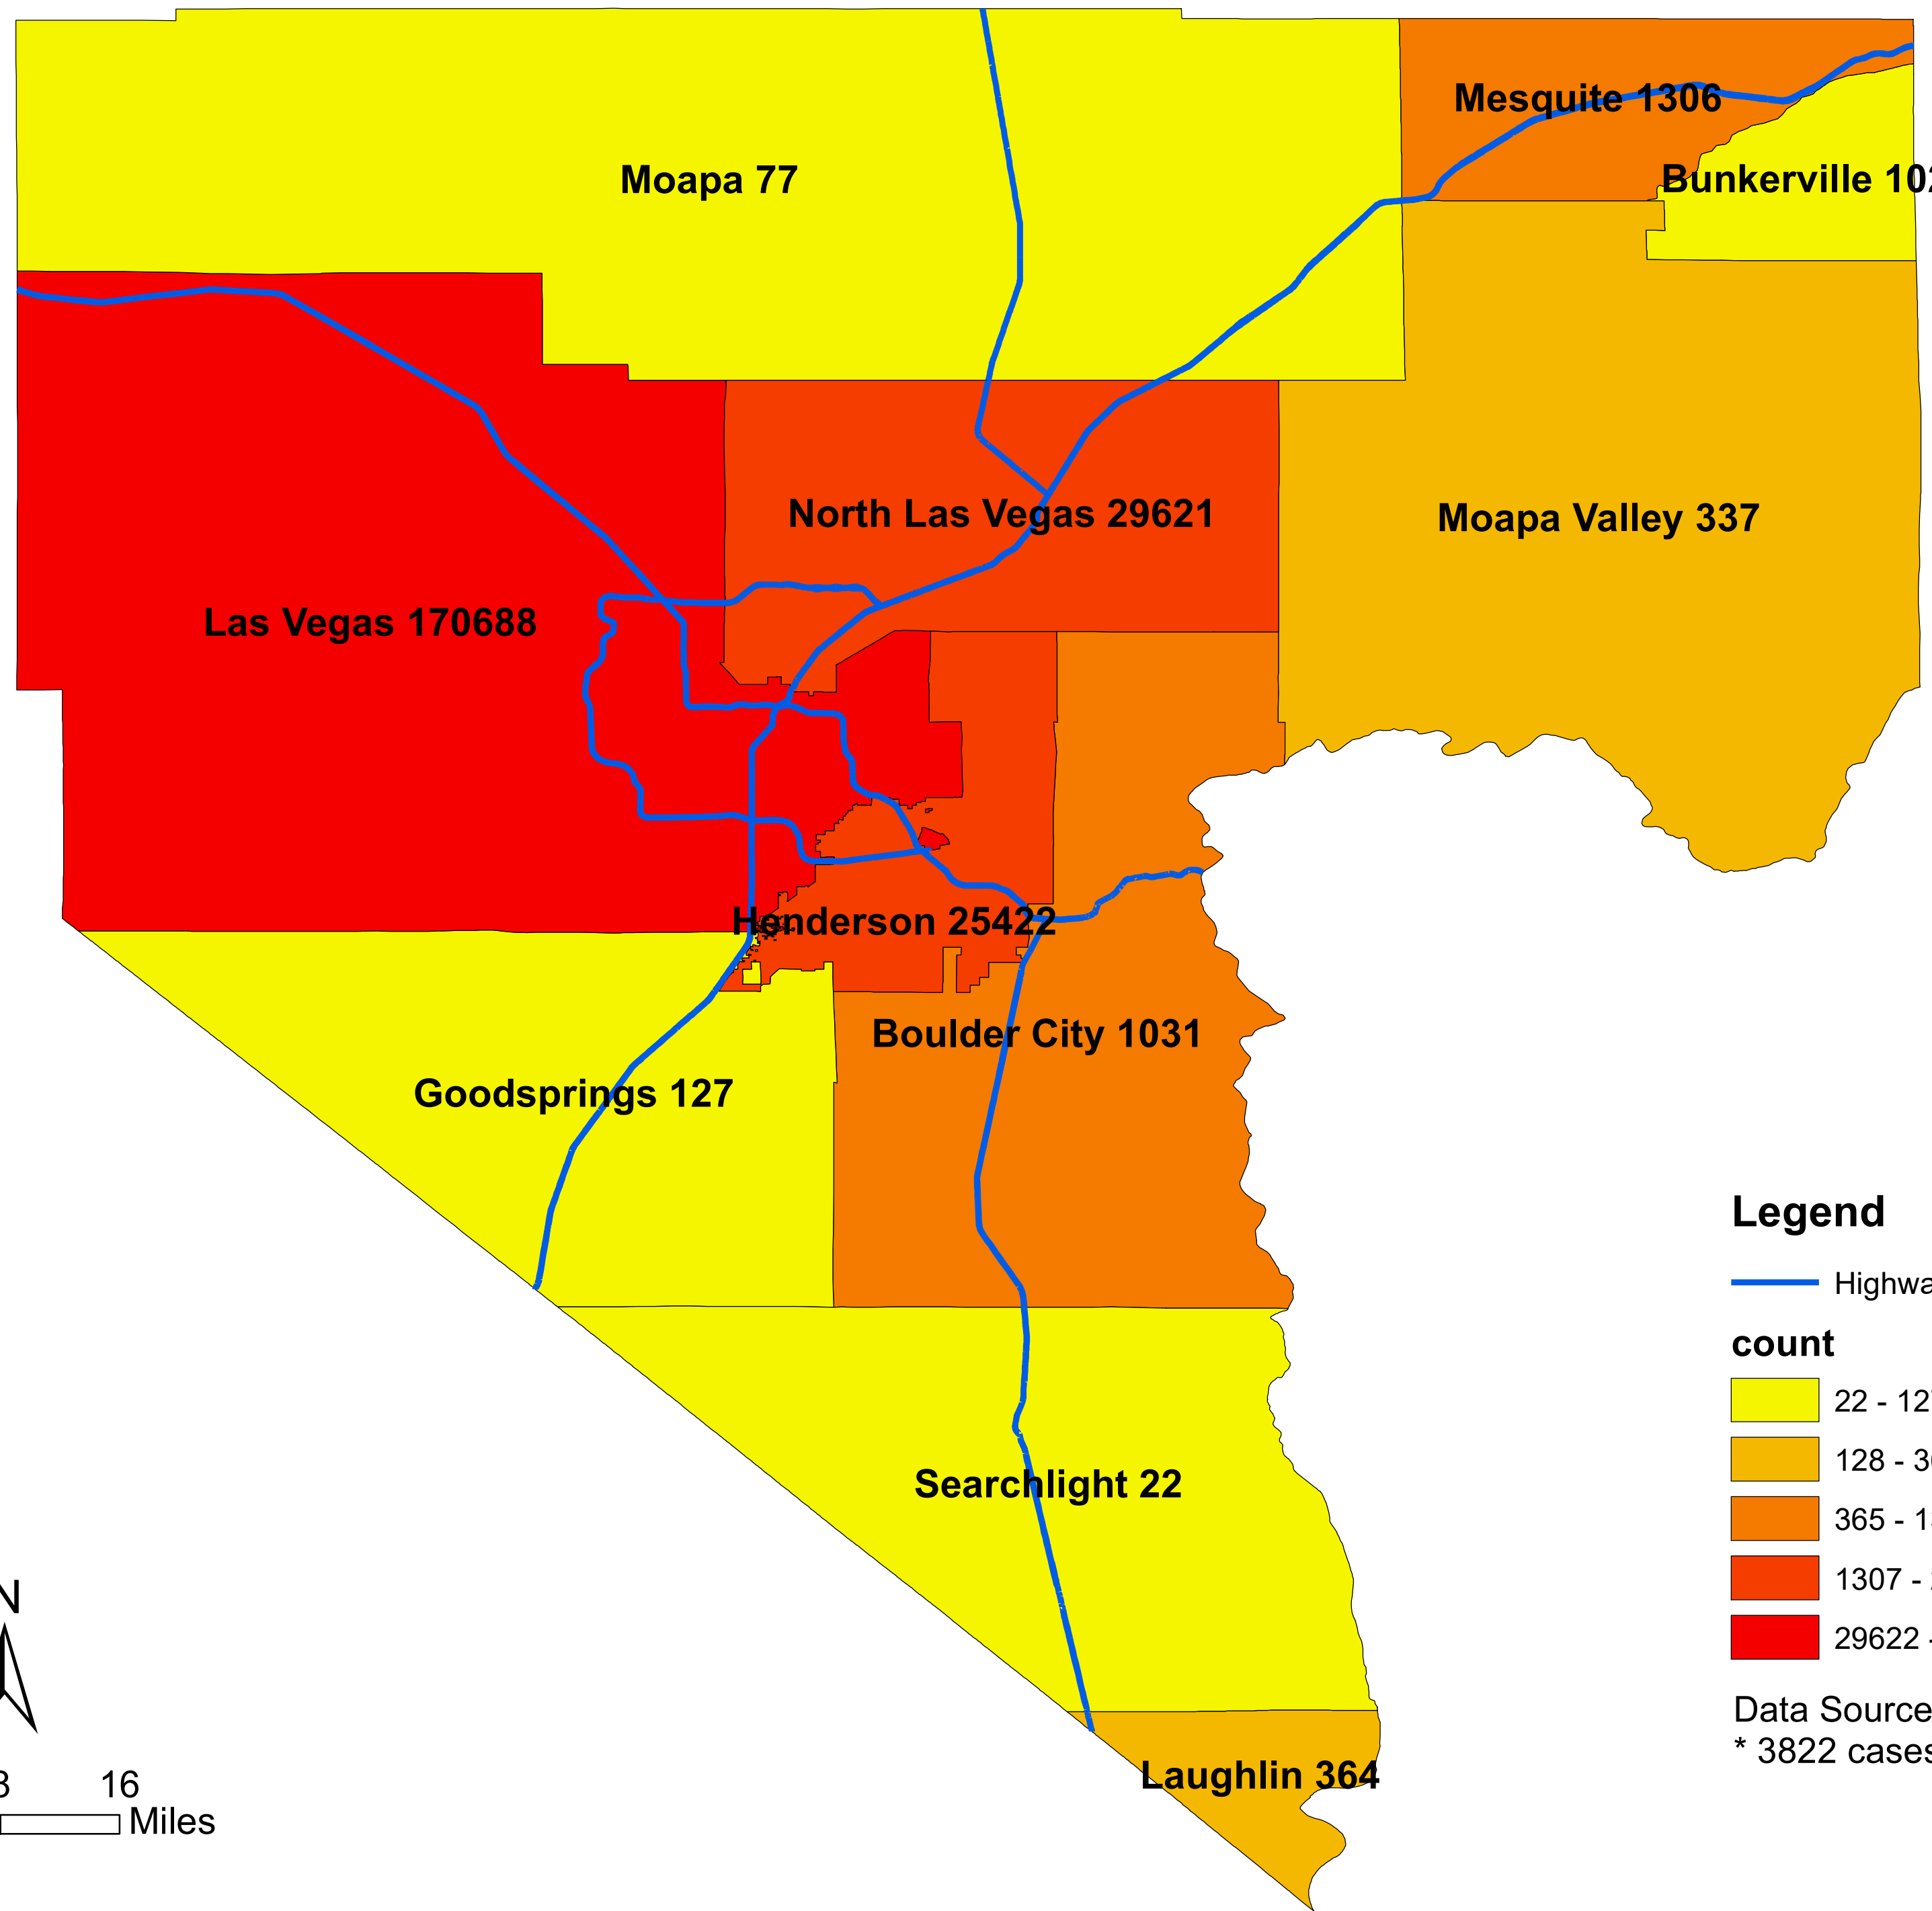 Mesquite 1306
Moapa 77
Bunkerville 102
North Las Vegas 29621
Moapa Valley 337
Las Vegas 170688
Henderson 25422
Boulder City 1031
Goodsprings 127
Searchlight 22
Laughlin 364
Legend
Highwa
count
22 - 12
128 - 3
365 - 1
1307 -
29622 -
Data Source
* 3822 cases
N
16
Miles